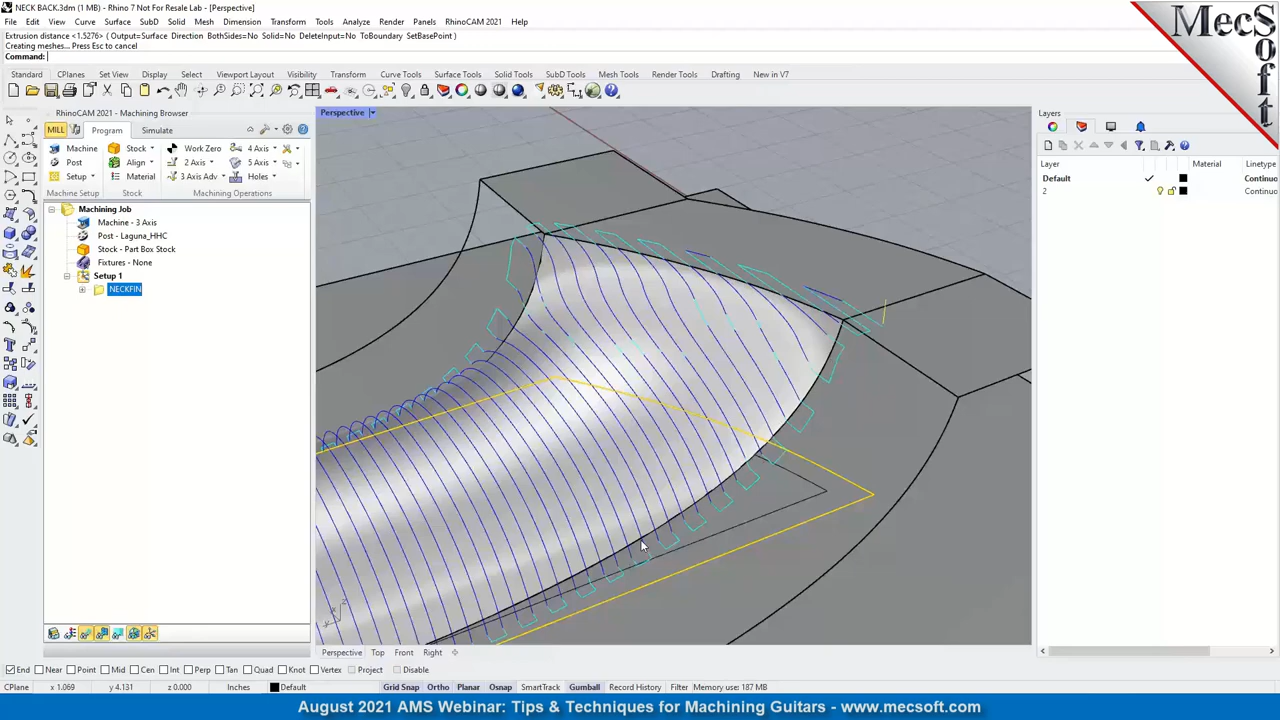 NECK BACK.3dm (1 MB) - Rhino 7 Not For Resale Lab - [Perspective]
File Edit View Curve Surface SubD Solid Mesh Dimension Transform Tools Analyze Render Panels RhinoCAM 2021 Help
Extrusion distance <1.5276> ( Output=Surface Direction BothSides=No Solid=No DeleteInput=No ToBoundary SetBasePoint )
Creating meshes... Press Esc to cancel
Command:
MecSoft
Standard CPlanes Set View Display Select Viewport Layout Visibility Transform Curve Tools Surface Tools Solid Tools SubD Tools Mesh Tools Render Tools Drafting New in V7
RhinoCAM 2021 - Machining Browser
Perspective
Layers
MILL Program Simulate
Machine Stock Work Zero 4 Axis
Post Align 2 Axis 5 Axis
Setup Material 3 Axis Adv Holes
Machine Setup Stock Machining Operations
Layer Material Linetype
Default Continuo
2 Continuo
Machining Job
Machine - 3 Axis
Post - Laguna_HHC
Stock - Part Box Stock
Fixtures - None
Setup 1
NECKFIN
Perspective Top Front Right
End Near Point Mid Cen Int Perp Tan Quad Knot Vertex Project Disable
CPlane x 1.069 y 4.131 z 0.000 Inches Default Grid Snap Ortho Planar Osnap SmartTrack Gumball Record History Filter Memory use: 187 MB
August 2021 AMS Webinar: Tips & Techniques for Machining Guitars - www.mecsoft.com